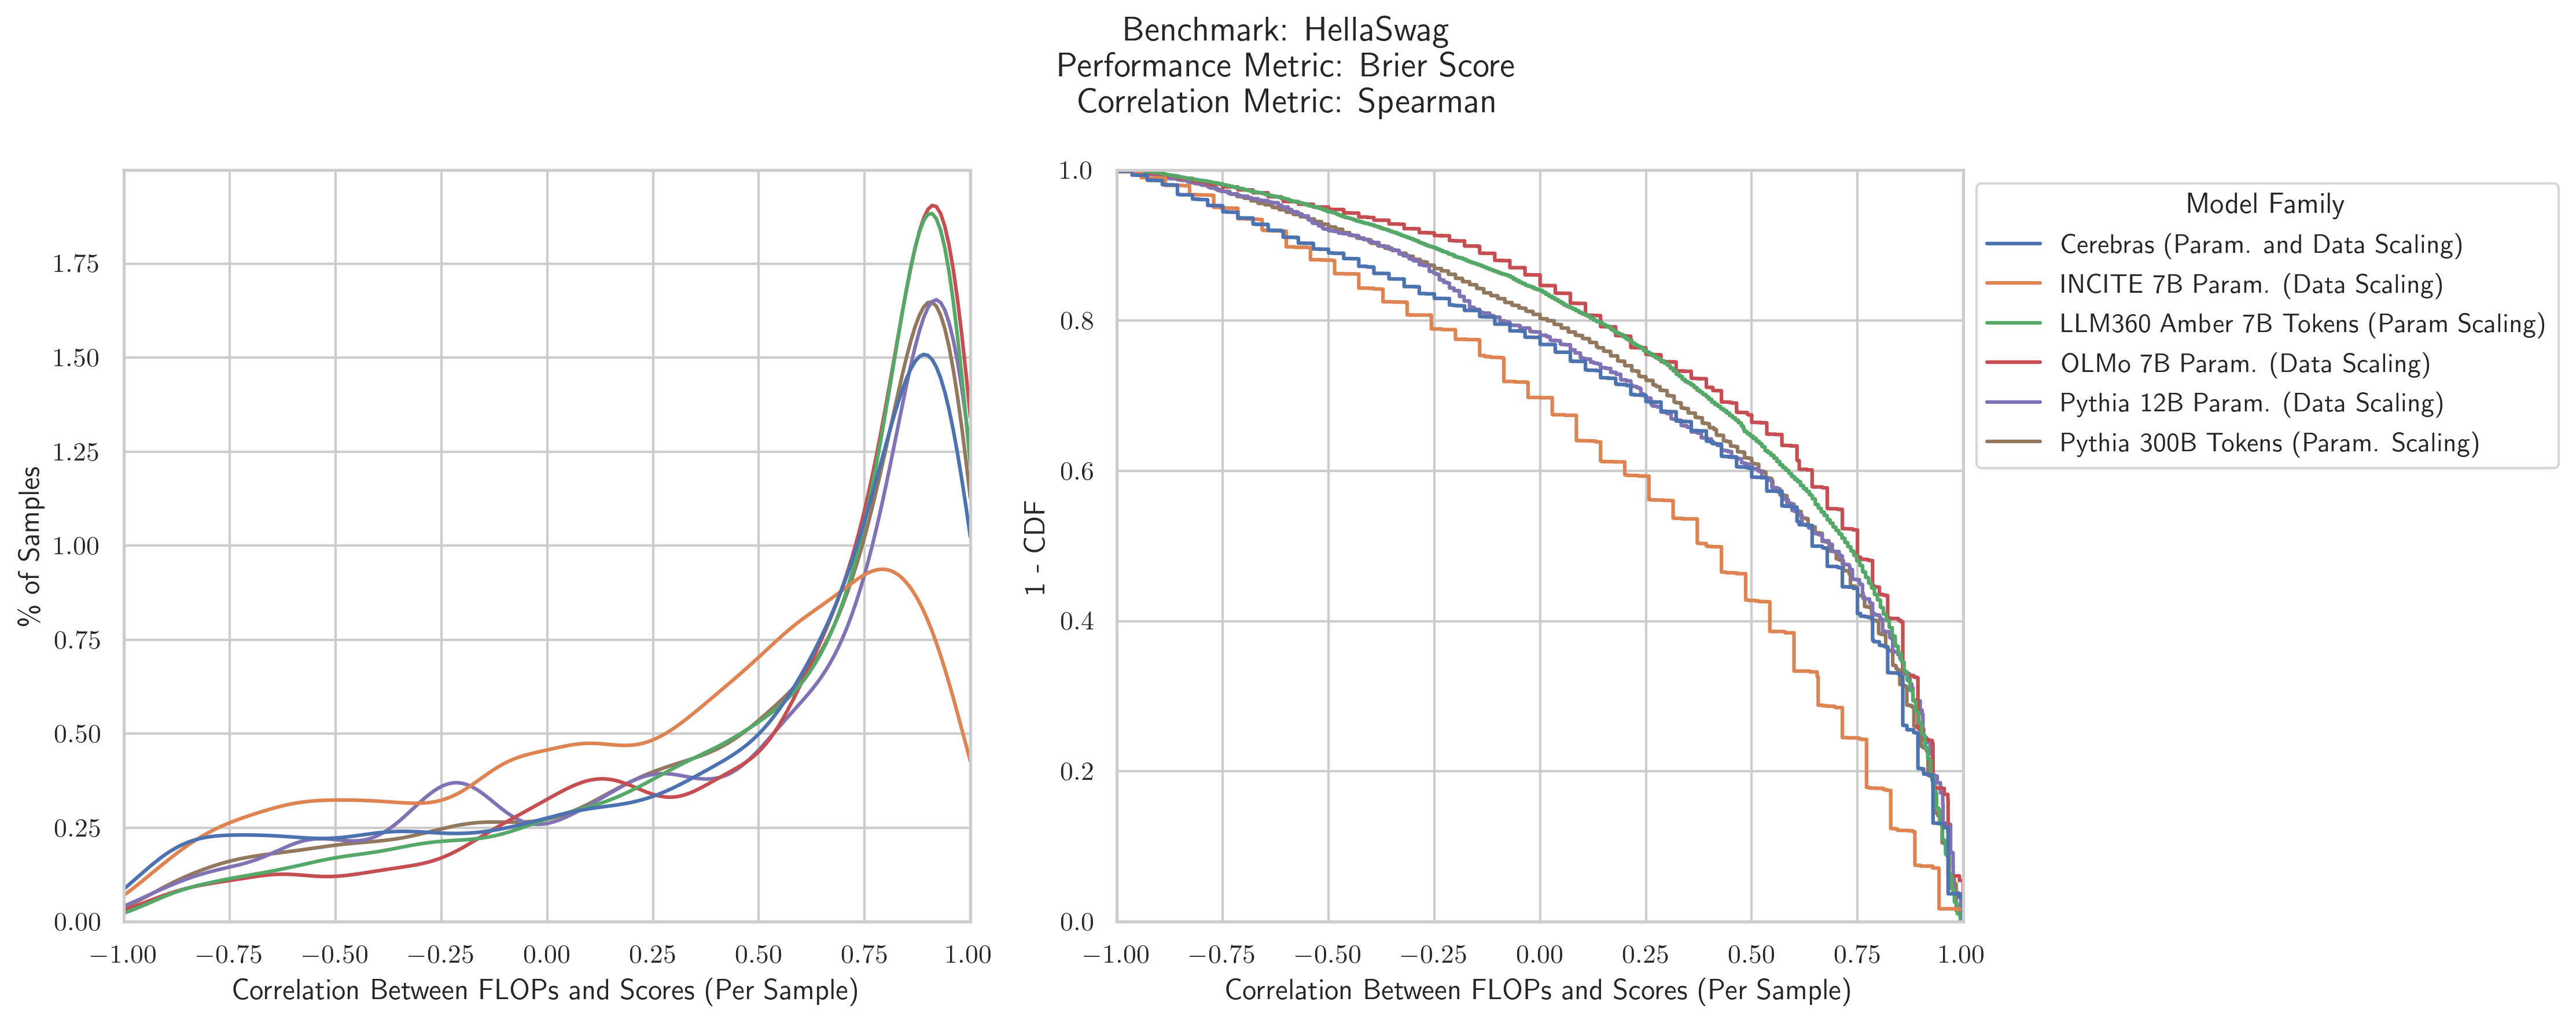 Benchmark: HellaSwag
Performance Metric: Brier Score
Correlation Metric: Spearman
% of Samples
1.75
1.50
1.25
1.00
0.75
0.50
0.25
0.00
−1.00 −0.75 −0.50 −0.25 0.00 0.25 0.50 0.75 1.00
Correlation Between FLOPs and Scores (Per Sample)
1 - CDF
1.0
0.8
0.6
0.4
0.2
0.0
−1.00 −0.75 −0.50 −0.25 0.00 0.25 0.50 0.75 1.00
Correlation Between FLOPs and Scores (Per Sample)
Model Family
Cerebras (Param. and Data Scaling)
INCITE 7B Param. (Data Scaling)
LLM360 Amber 7B Tokens (Param Scaling)
OLMo 7B Param. (Data Scaling)
Pythia 12B Param. (Data Scaling)
Pythia 300B Tokens (Param. Scaling)